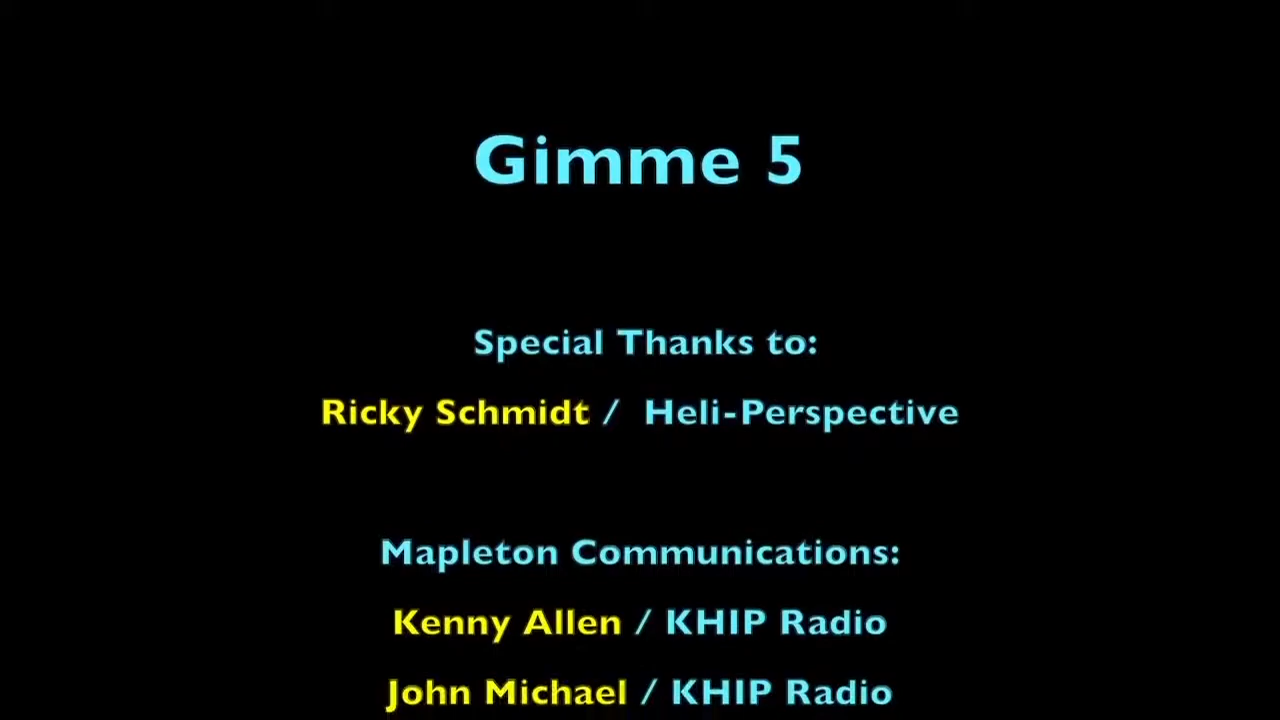 Gimme 5
Special Thanks to:
Ricky Schmidt / Heli-Perspective
Mapleton Communications:
Kenny Allen / KHIP Radio
John Michael / KHIP Radio